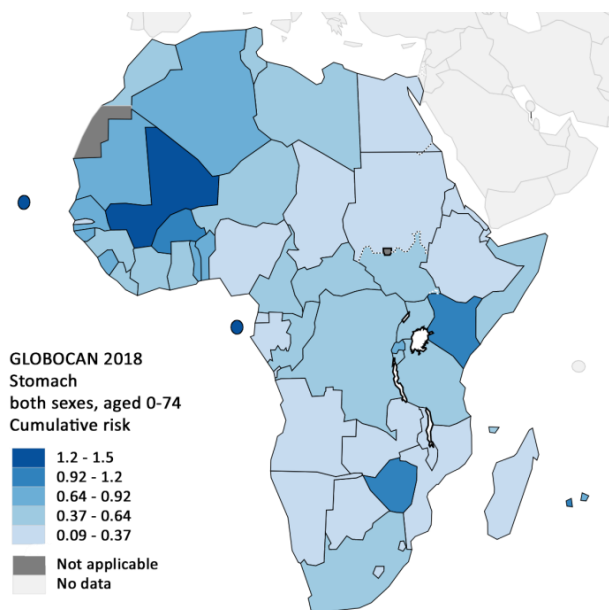 GLOBOCAN 2018
Stomach
both sexes, aged 0-74
Cumulative risk
1.2 - 1.5
0.92 - 1.2
0.64 - 0.92
0.37 - 0.64
0.09 - 0.37
Not applicable
No data